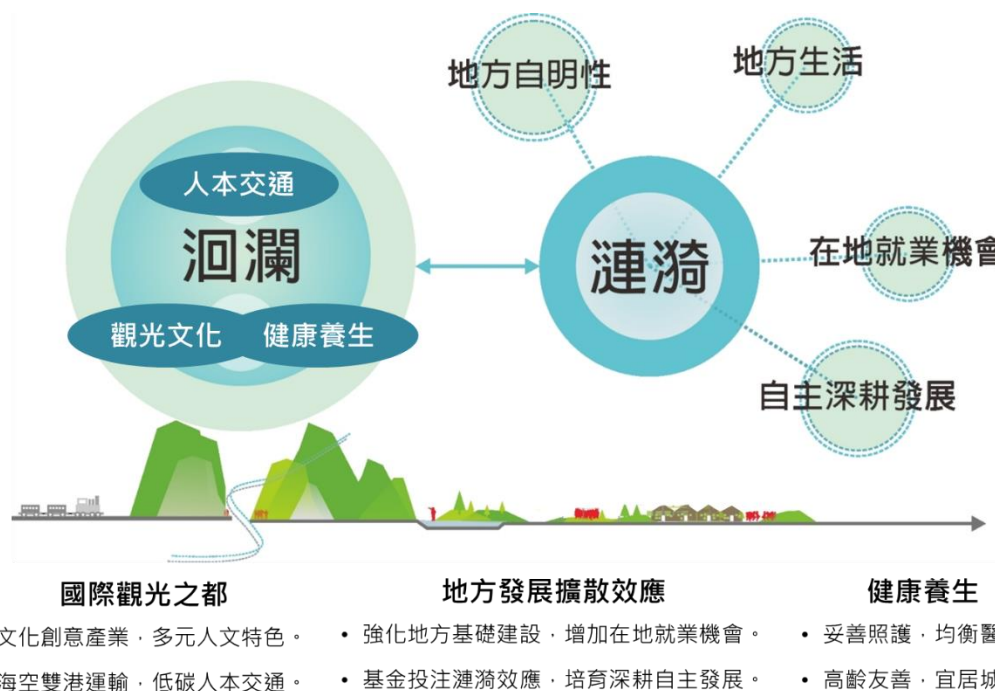 地方自明性
地方生活
人本交通
洄瀾
漣漪
在地就業機會
觀光文化
健康養生
自主深耕發展
國際觀光之都
地方發展擴散效應
健康養生
文化創意產業，多元人文特色。
• 強化地方基礎建設，增加在地就業機會。
• 妥善照護，均衡醫
海空雙港運輸，低碳人本交通。
• 基金投注漣漪效應，培育深耕自主發展。
• 高齡友善，宜居城